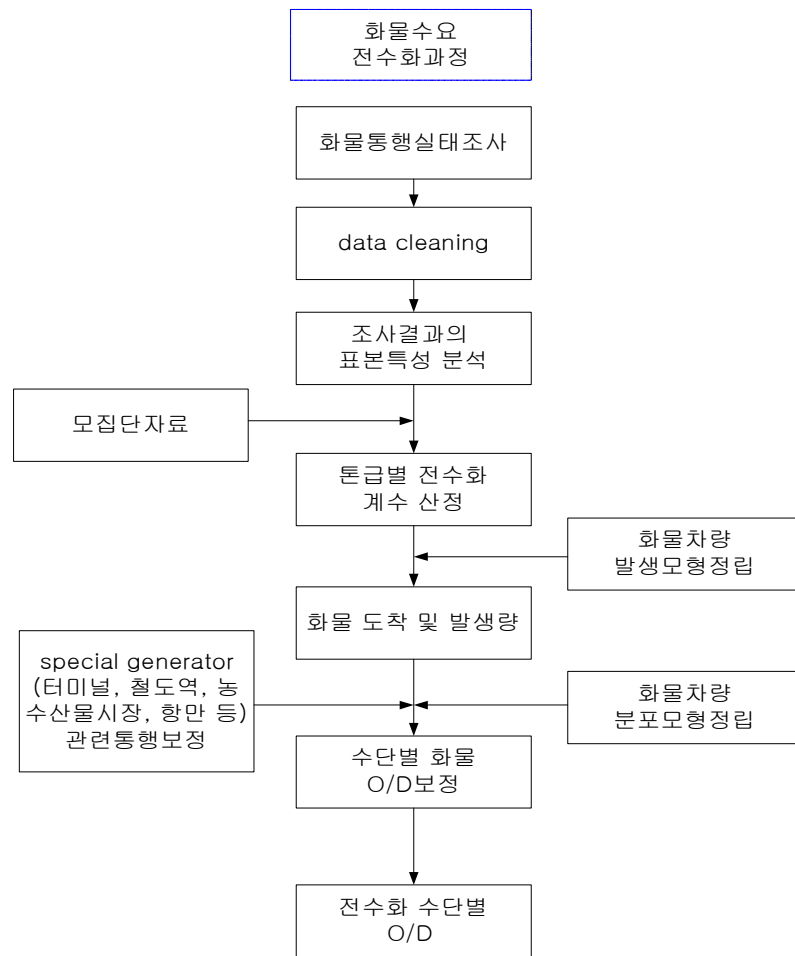 화물수요
전수화과정
화물통행실태조사
data cleaning
조사결과의
표본특성 분석
모집단자료
톤급별 전수화
계수 산정
화물차량
발생모형정립
화물 도착 및 발생량
special generator
(터미널, 철도역, 농
수산물시장, 항만 등)
관련통행보정
화물차량
분포모형정립
수단별 화물
O/D보정
전수화 수단별
O/D